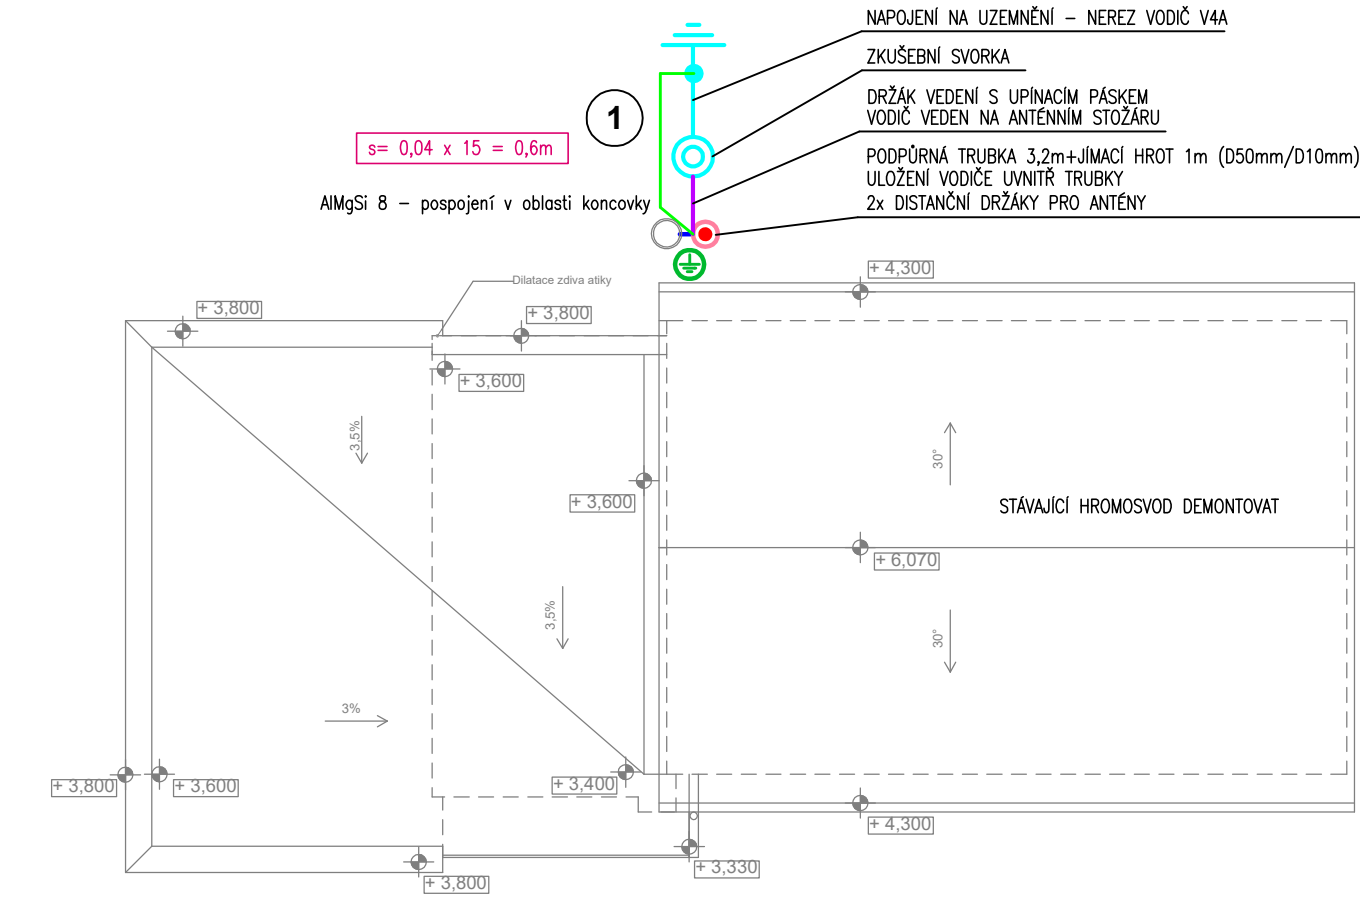 NAPOJENÍ NA UZEMNĚNÍ – NEREZ VODIČ V4A
ZKUŠEBNÍ SVORKA
DRŽÁK VEDENÍ S UPÍNACÍM PÁSKEM
VODIČ VEDEN NA ANTÉNNÍM STOŽÁRU
1
s= 0,04 x 15 = 0,6m
PODPŮRNÁ TRUBKA 3,2m+JÍMACÍ HROT 1m (D50mm/D10mm)
ULOŽENÍ VODIČE UVNITŘ TRUBKY
2x DISTANČNÍ DRŽÁKY PRO ANTÉNY
AlMgSi 8 – pospojení v oblasti koncovky
+ 4,300
Dilatace zdiva atiky
+ 3,800
+ 3,800
+ 3,600
3,5%
30°
+ 3,600
STÁVAJÍCÍ HROMOSVOD DEMONTOVAT
+ 6,070
3,5%
30°
3%
+ 3,800
+ 3,600
+ 3,400
+ 4,300
+ 3,330
+ 3,800